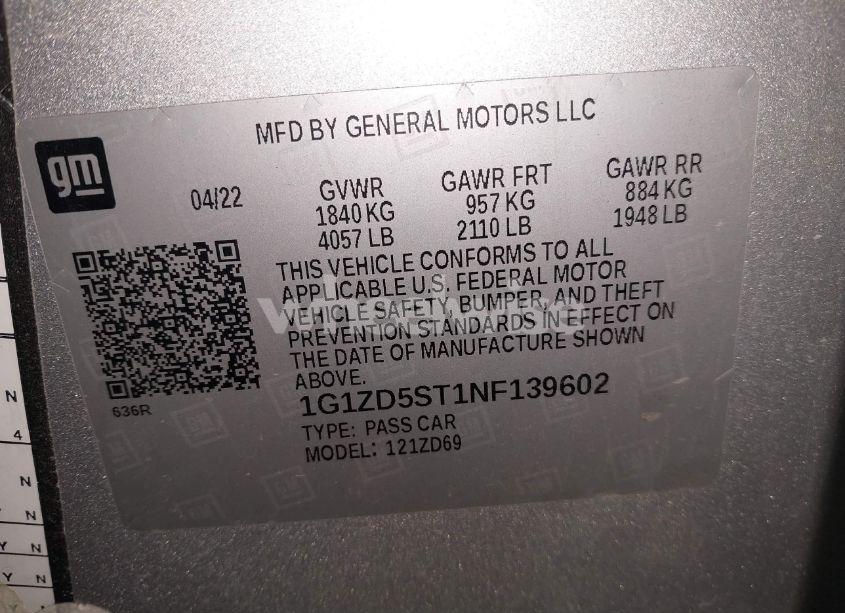 MFD BY GENERAL MOTORS LLC
gm
04/22
GVWR
1840 KG
4057 LB
GAWR FRT
957 KG
2110 LB
GAWR RR
884 KG
1948 LB
THIS VEHICLE CONFORMS TO ALL
APPLICABLE U.S. FEDERAL MOTOR
VEHICLE SAFETY, BUMPER, AND THEFT
PREVENTION STANDARDS IN EFFECT ON
THE DATE OF MANUFACTURE SHOWN
ABOVE.
636R
1G1ZD5ST1NF139602
TYPE: PASS CAR
MODEL: 121ZD69
N
4
N
N
Y N
Y N